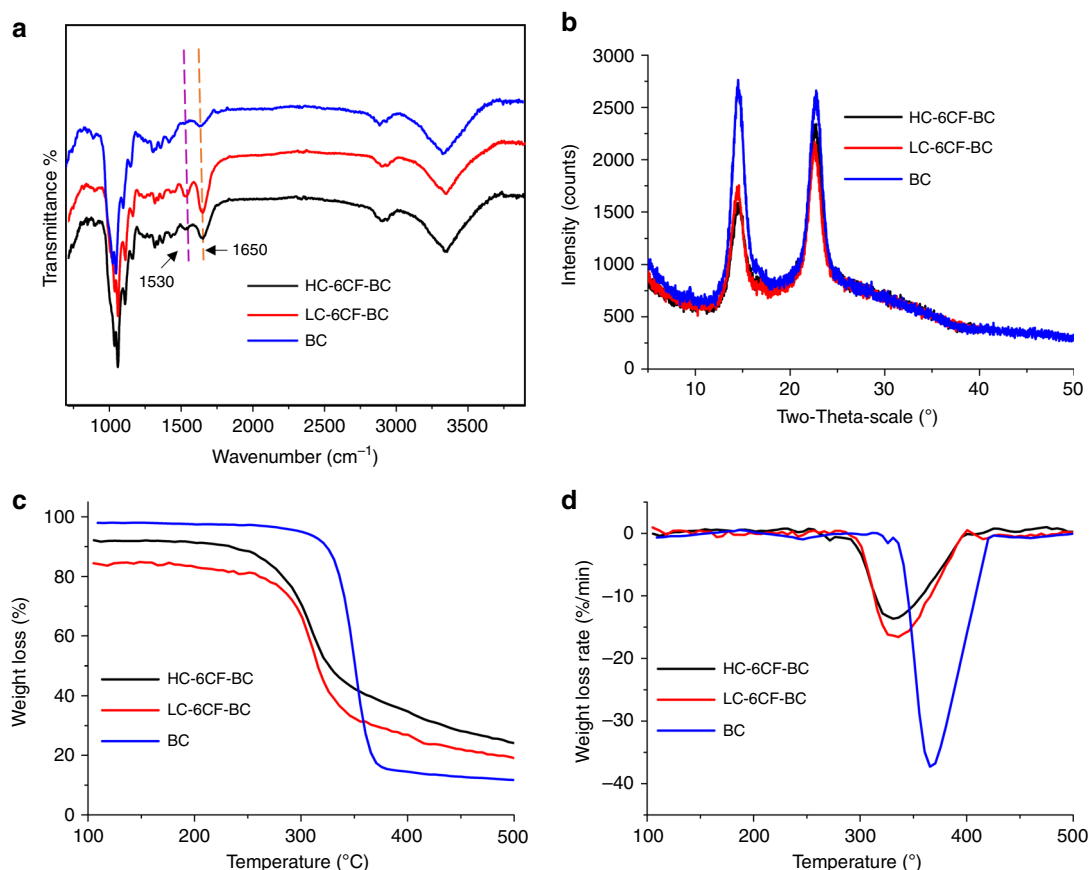 a
Transmittance %
1530
1650
HC-6CF-BC
LC-6CF-BC
BC
1000 1500 2000 2500 3000 3500
Wavenumber (cm⁻¹)
b
Intensity (counts)
3000
2500
2000
1500
1000
500
0
HC-6CF-BC
LC-6CF-BC
BC
10 20 30 40 50
Two-Theta-scale (°)
c
Weight loss (%)
100
80
60
40
20
0
HC-6CF-BC
LC-6CF-BC
BC
100 200 300 400 500
Temperature (°C)
d
Weight loss rate (%/min)
0
–10
–20
–30
–40
HC-6CF-BC
LC-6CF-BC
BC
100 200 300 400 500
Temperature (°)